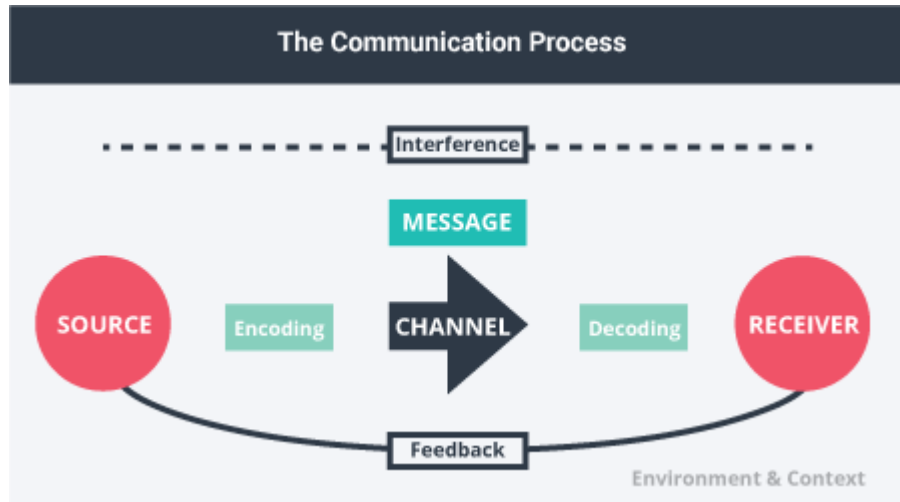 The Communication Process
Interference
MESSAGE
SOURCE
Encoding
CHANNEL
Decoding
RECEIVER
Feedback
Environment & Context